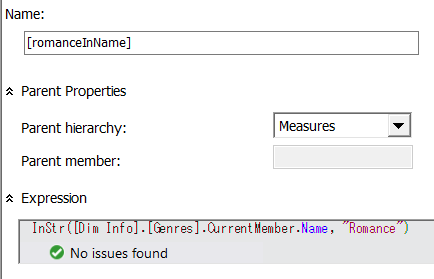 Name:
[romanceInName]
Parent Properties
Parent hierarchy: Measures
Parent member:
Expression
InStr([Dim Info].[Genres].CurrentMember.Name, "Romance")
No issues found